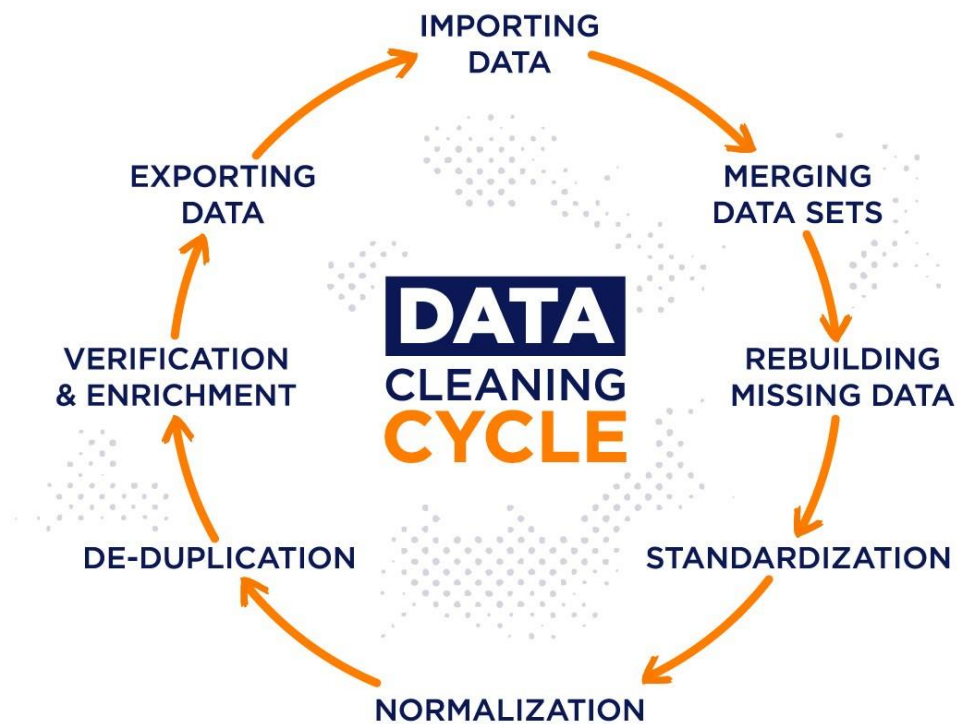 IMPORTING
DATA
MERGING
DATA SETS
REBUILDING
MISSING DATA
STANDARDIZATION
NORMALIZATION
DE-DUPLICATION
VERIFICATION
& ENRICHMENT
EXPORTING
DATA
DATA
CLEANING
CYCLE